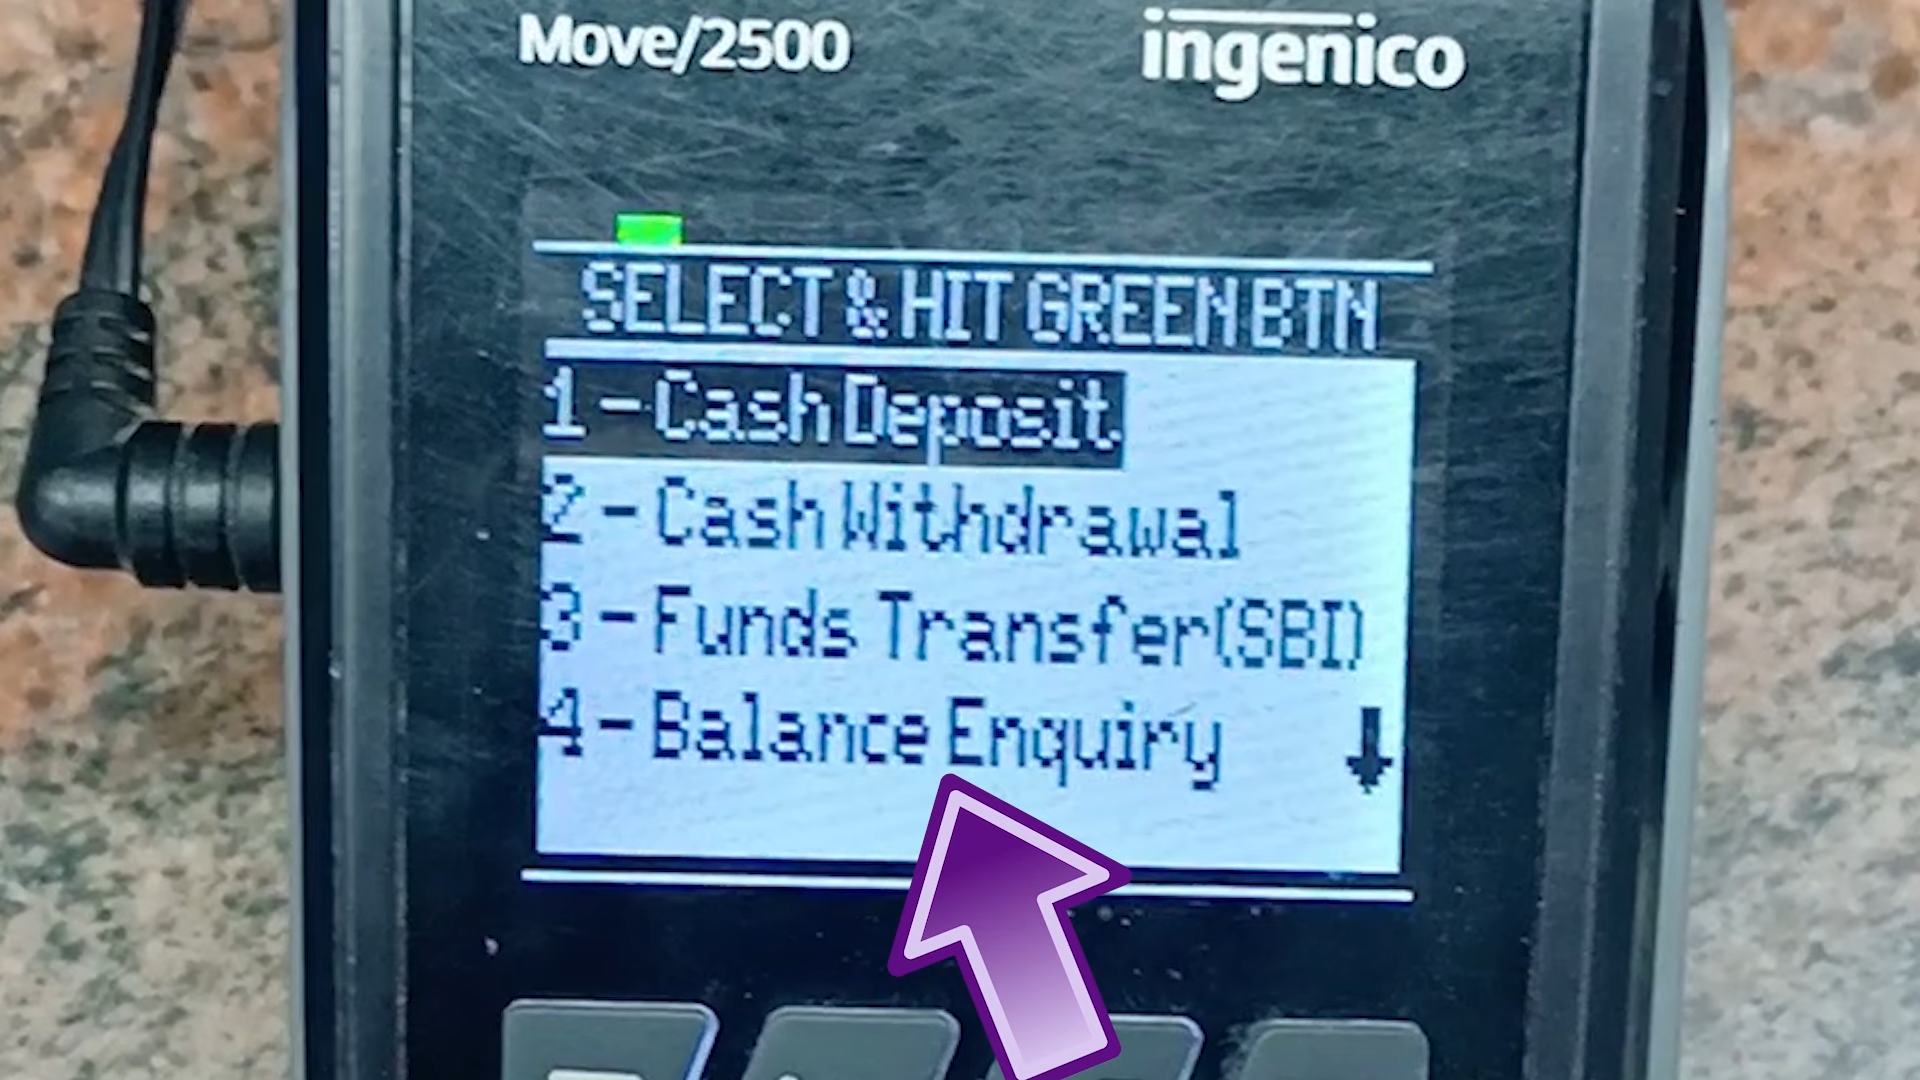 Move/2500 ingenico
SELECT & HIT GREEN BTN
1-Cash Deposit
2-Cash Withdrawal
3-Funds Transfer(SBI)
4-Balance Enquiry